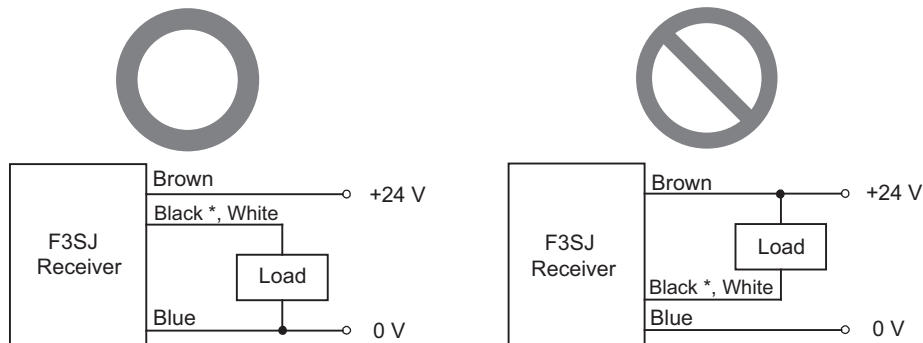 Brown
+24 V
Black *, White
F3SJ
Receiver
Load
Blue
0 V
Brown
+24 V
F3SJ
Receiver
Load
Black *, White
Blue
0 V